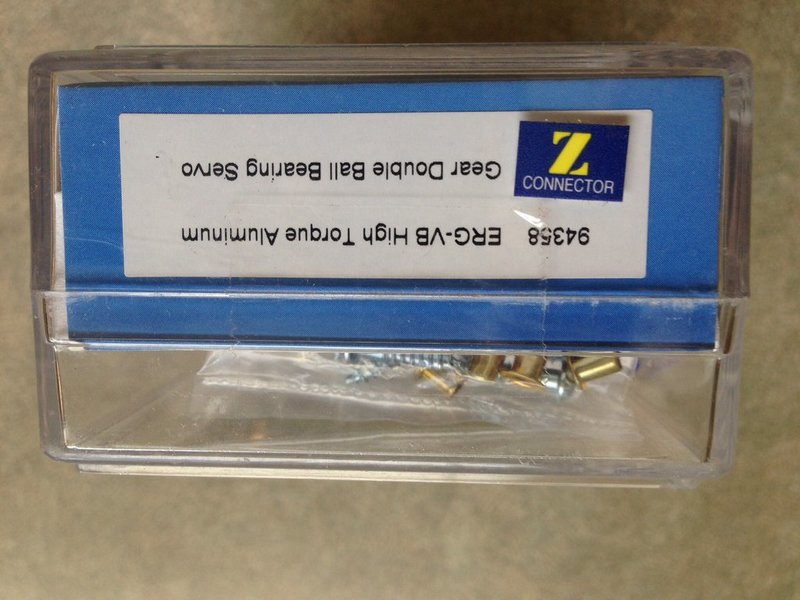 94358 ERG-VB High Torque Aluminum
Gear Double Ball Bearing Servo
Z
CONNECTOR